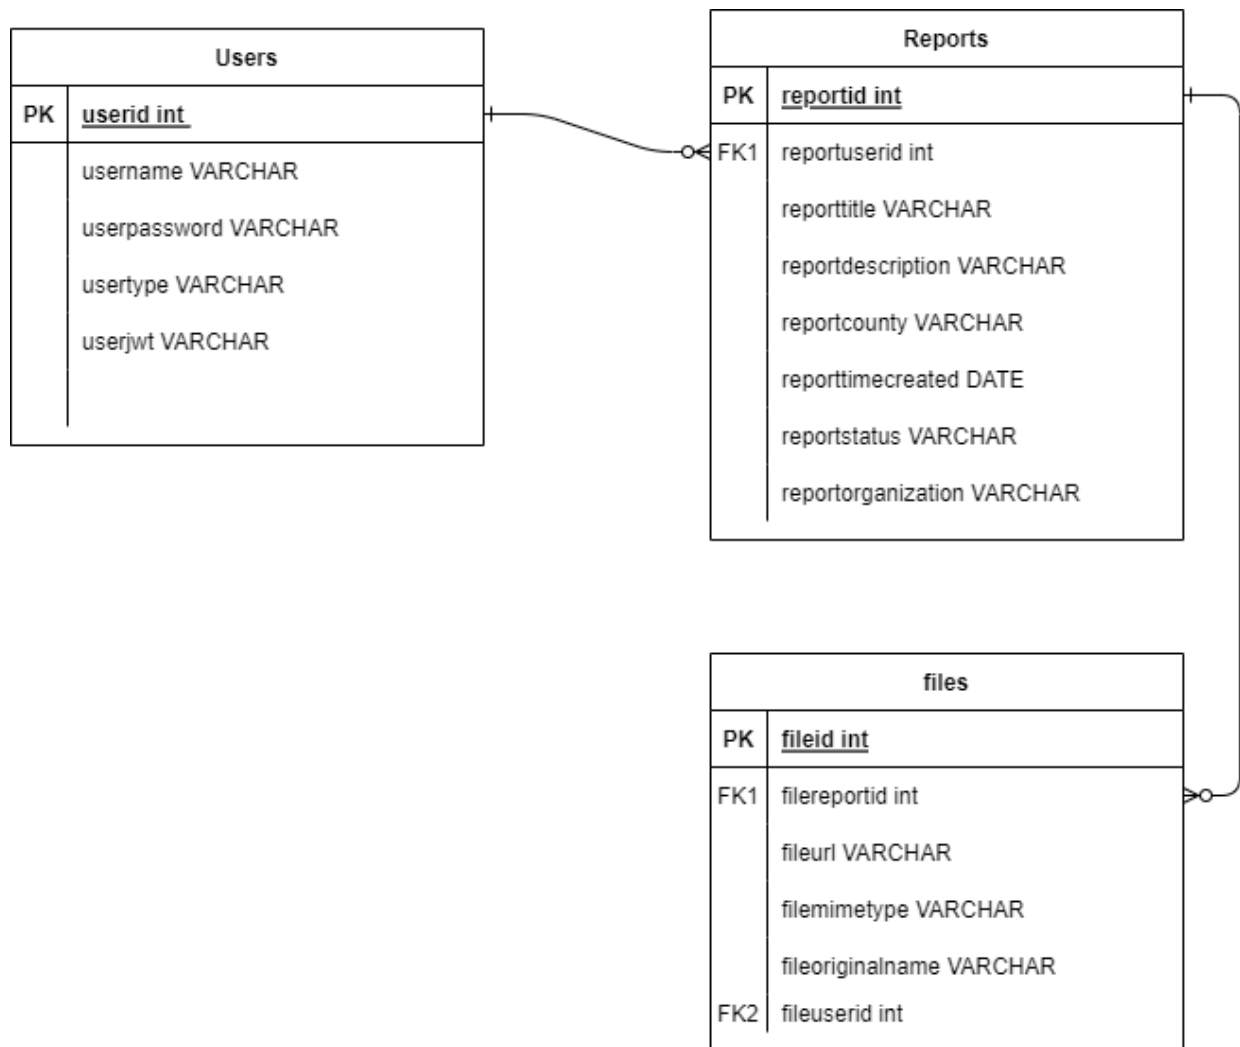 Users
PK userid int
username VARCHAR
userpassword VARCHAR
usertype VARCHAR
userjwt VARCHAR
Reports
PK reportid int
FK1 reportuserid int
reporttitle VARCHAR
reportdescription VARCHAR
reportcounty VARCHAR
reporttimecreated DATE
reportstatus VARCHAR
reportorganization VARCHAR
files
PK fileid int
FK1 filereportid int
fileurl VARCHAR
filemimetype VARCHAR
fileoriginalname VARCHAR
FK2 fileuserid int